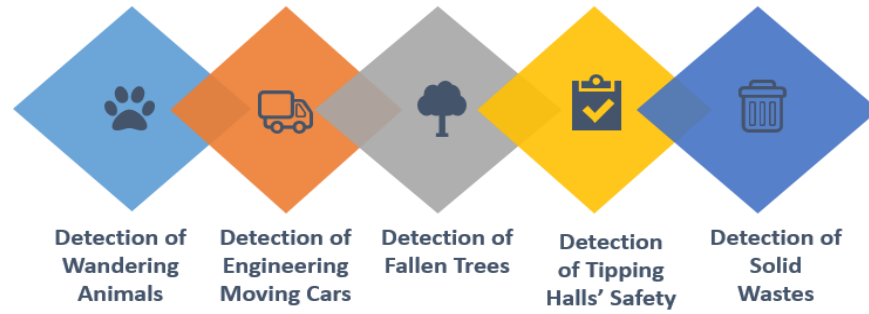 Detection of
Wandering
Animals
Detection of
Engineering
Moving Cars
Detection of
Fallen Trees
Detection
of Tipping
Halls’ Safety
Detection of
Solid
Wastes